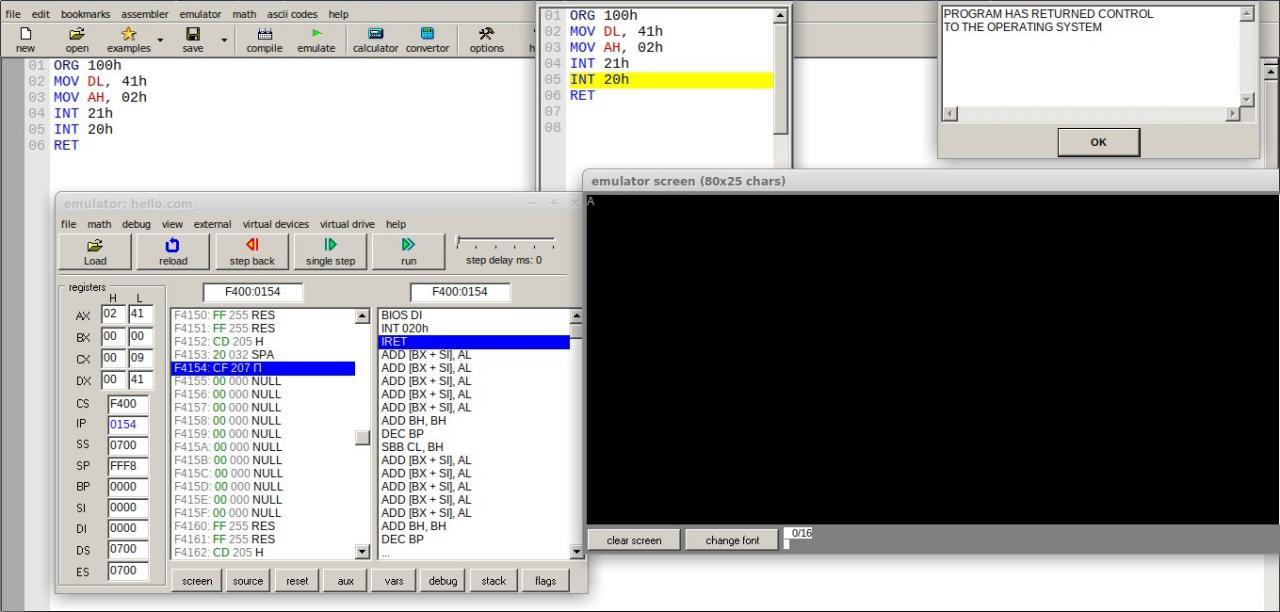 file edit bookmarks assembler emulator math ascii codes help
new open examples save compile emulate calculator convertor options
01 ORG 100h
02 MOV DL, 41h
03 MOV AH, 02h
04 INT 21h
05 INT 20h
06 RET
01 ORG 100h
02 MOV DL, 41h
03 MOV AH, 02h
04 INT 21h
05 INT 20h
06 RET
07
08
PROGRAM HAS RETURNED CONTROL
TO THE OPERATING SYSTEM
OK
emulator: hello.com_
file math debug view external virtual devices virtual drive help
Load reload step back single step run step delay ms: 0
registers
H L
AX 02 41
BX 00 00
CX 00 09
DX 00 41
CS F400
IP 0154
SS 0700
SP FFF8
BP 0000
SI 0000
DI 0000
DS 0700
ES 0700
F400:0154
F4150: FF 255 RES
F4151: FF 255 RES
F4152: CD 205 H
F4153: 20 032 SPA
F4154: CF 207 П
F4155: 00 000 NULL
F4156: 00 000 NULL
F4157: 00 000 NULL
F4158: 00 000 NULL
F4159: 00 000 NULL
F415A: 00 000 NULL
F415B: 00 000 NULL
F415C: 00 000 NULL
F415D: 00 000 NULL
F415E: 00 000 NULL
F415F: 00 000 NULL
F4160: FF 255 RES
F4161: FF 255 RES
F4162: CD 205 H
F400:0154
BIOS DI
INT 020h
IRET
ADD [BX + SI], AL
ADD [BX + SI], AL
ADD [BX + SI], AL
ADD [BX + SI], AL
ADD [BX + SI], AL
ADD BH, BH
DEC BP
SBB CL, BH
ADD [BX + SI], AL
ADD [BX + SI], AL
ADD [BX + SI], AL
ADD [BX + SI], AL
ADD [BX + SI], AL
ADD BH, BH
DEC BP
...
screen source reset aux vars debug stack flags
emulator screen (80x25 chars)
A
clear screen change font 0/16